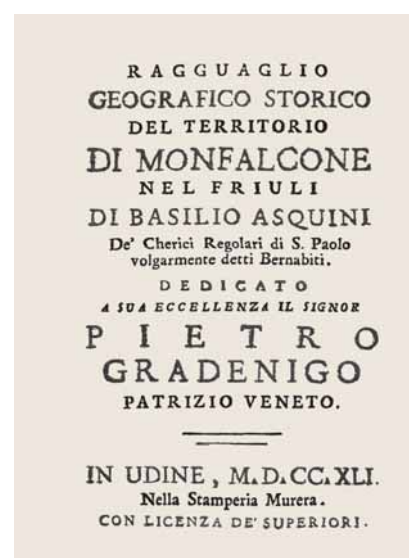 RAGGUAGLIO
GEOGRAFICO STORICO
DEL TERRITORIO
DI MONFALCONE
NEL FRIULI
DI BASILIO ASQUINI
De' Cherici Regolari di S. Paolo
volgarmente detti Bernabiti.
DEDICATO
A SUA ECCELLENZA IL SIGNOR
PIETRO
GRADENIGO
PATRIZIO VENETO.
IN UDINE, M.D.CC.XLI.
Nella Stamperia Murera.
CON LICENZA DE' SUPERIORI.